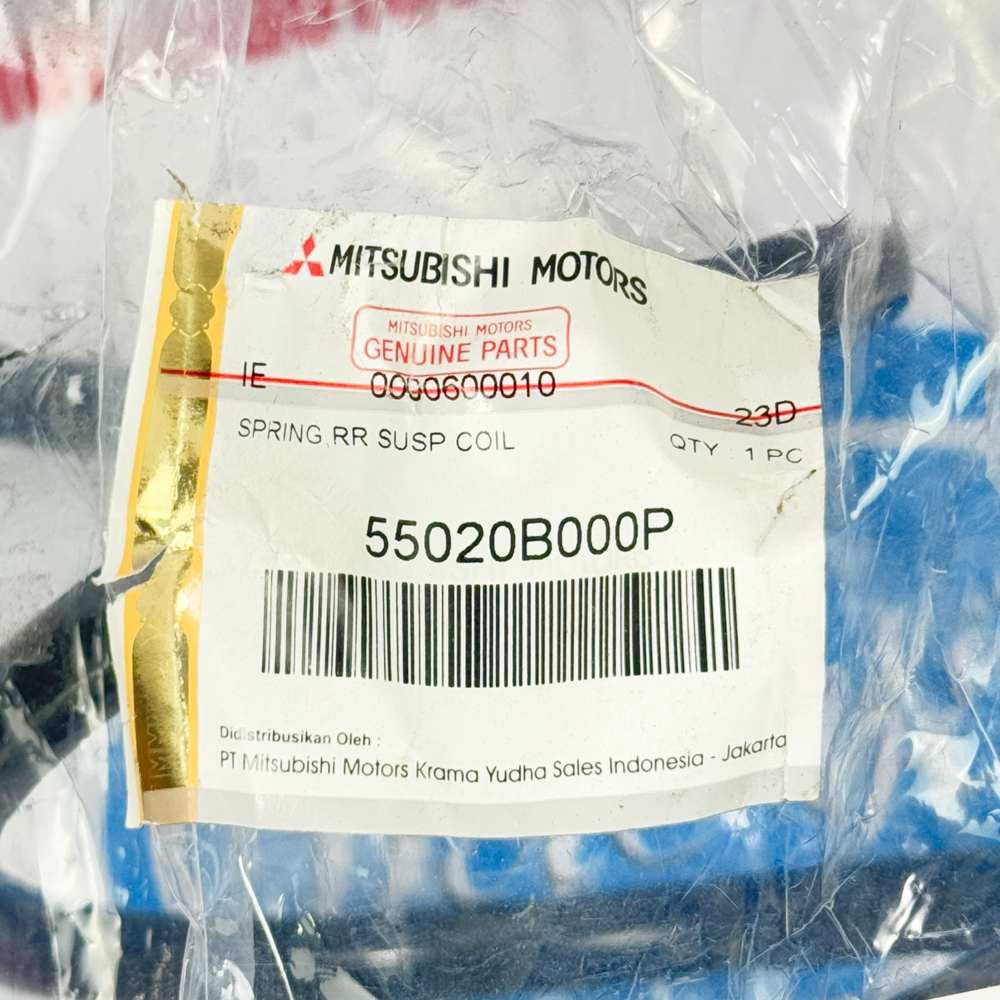 MITSUBISHI MOTORS
MITSUBISHI MOTORS
GENUINE PARTS
IE 0000600010 23D
SPRING,RR SUSP COIL QTY : 1 PC
55020B000P
Didistribusikan Oleh :
PT Mitsubishi Motors Krama Yudha Sales Indonesia - Jakarta